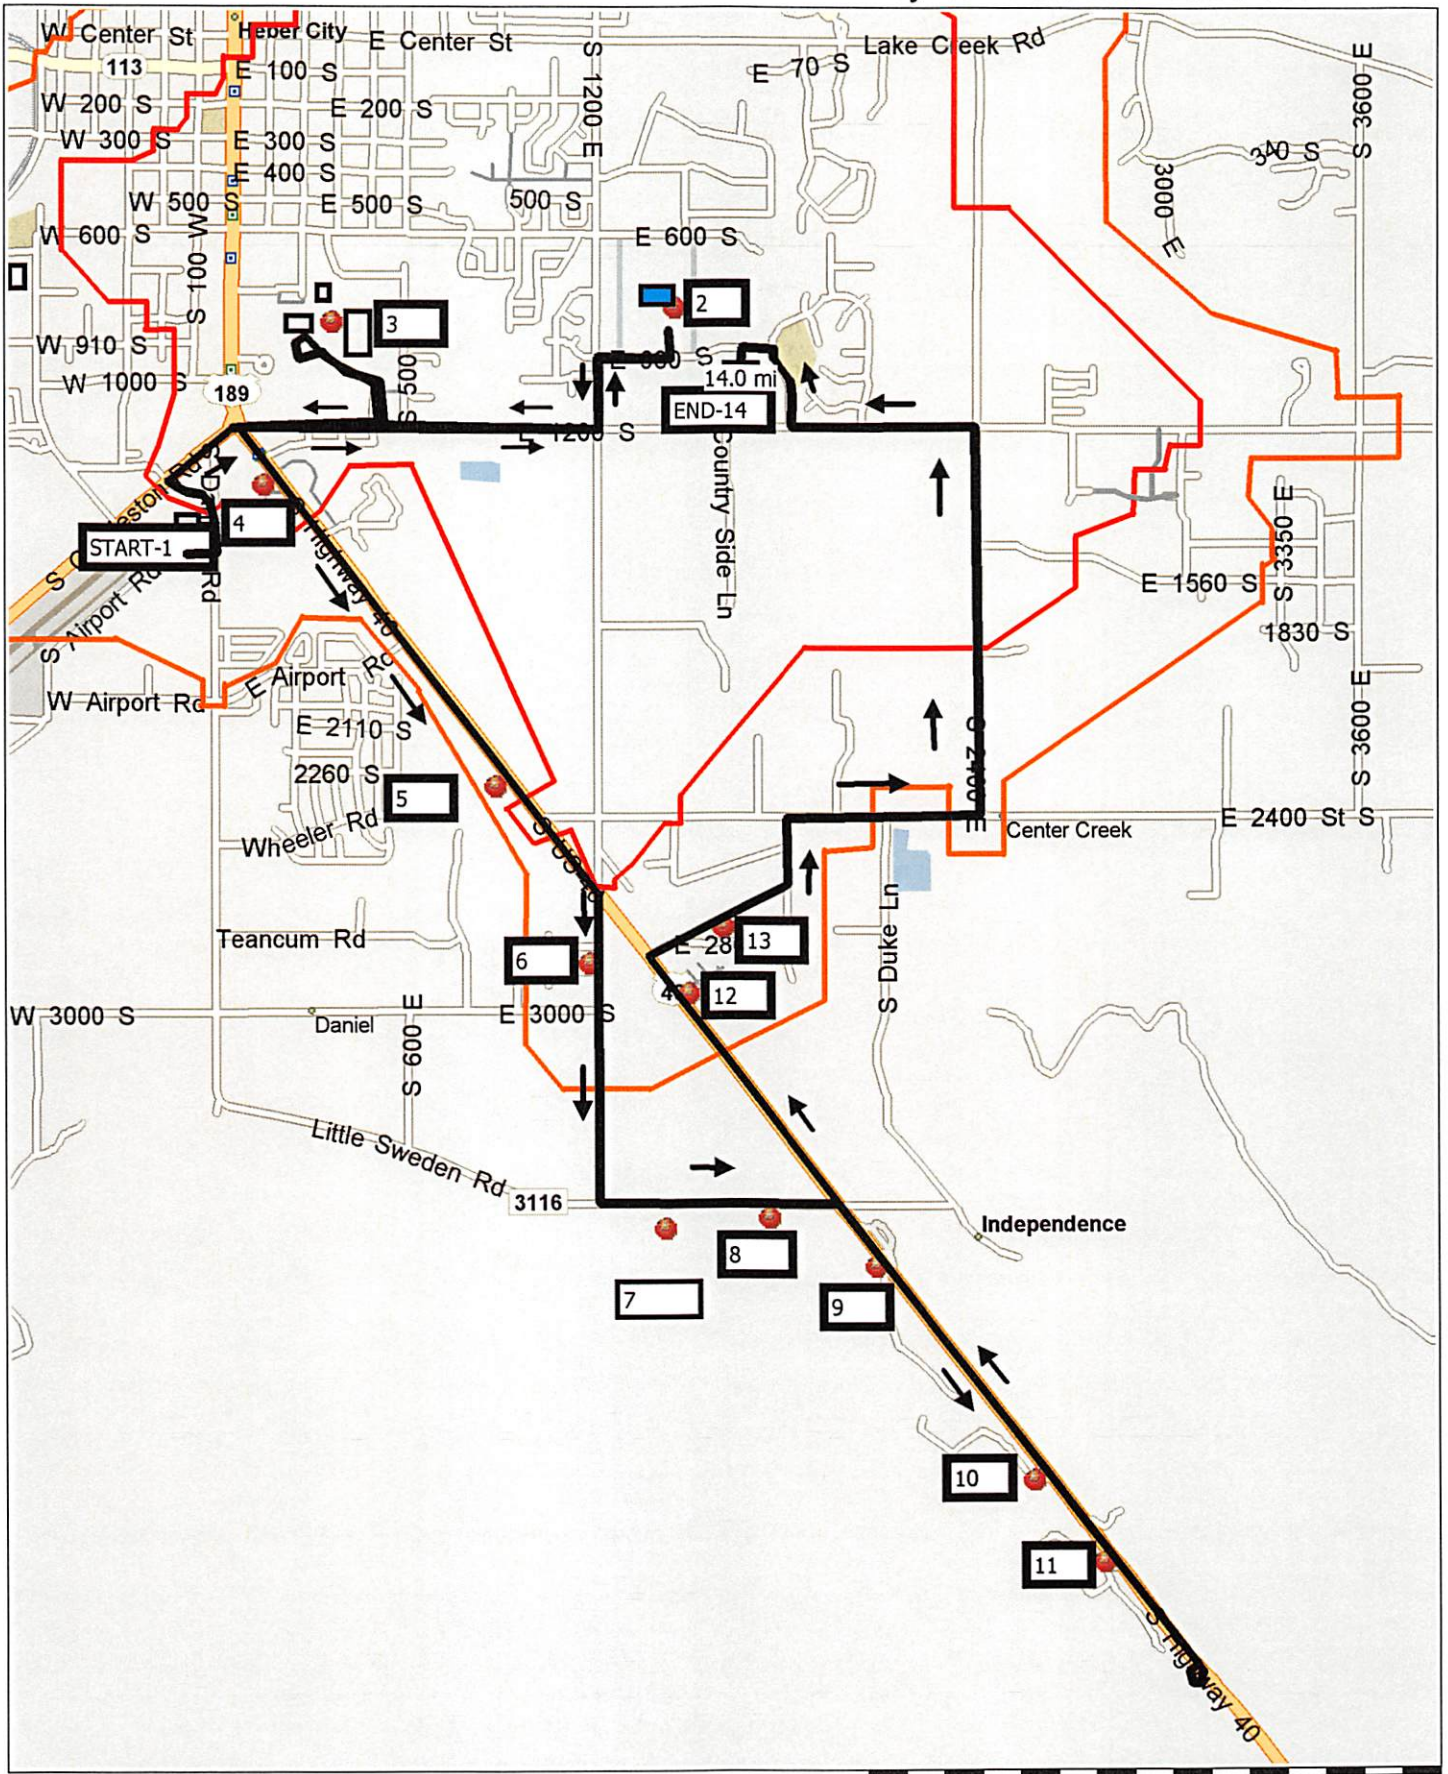 W Center St
Heber City
E Center St
Lake Creek Rd
113
E 100 S
E 70 S
S 1200 E
S 3600 E
W 200 S
E 200 S
W 300 S
E 300 S
340 S
E 400 S
3000 E
W 500 S
E 500 S
500 S
W 600 S
E 600 S
S 100 W
2
3
W 910 S
W 1000 S
S 500
14.0 mi
189
END-14
1200 S
Country Side Ln
4
START-1
S Highway 40
S 3350 E
E 1560 S
S Airport Rd
Rd
1830 S
E Airport Rd
W Airport Rd
S 3600 E
E 2110 S
2260 S
5
S 2400 E
Wheeler Rd
E 2400 St S
Center Creek
Teancum Rd
13
6
S Duke Ln
12
W 3000 S
Daniel
E 3000 S
S 600 E
Little Sweden Rd
3116
Independence
8
7
9
10
11
S Highway 40